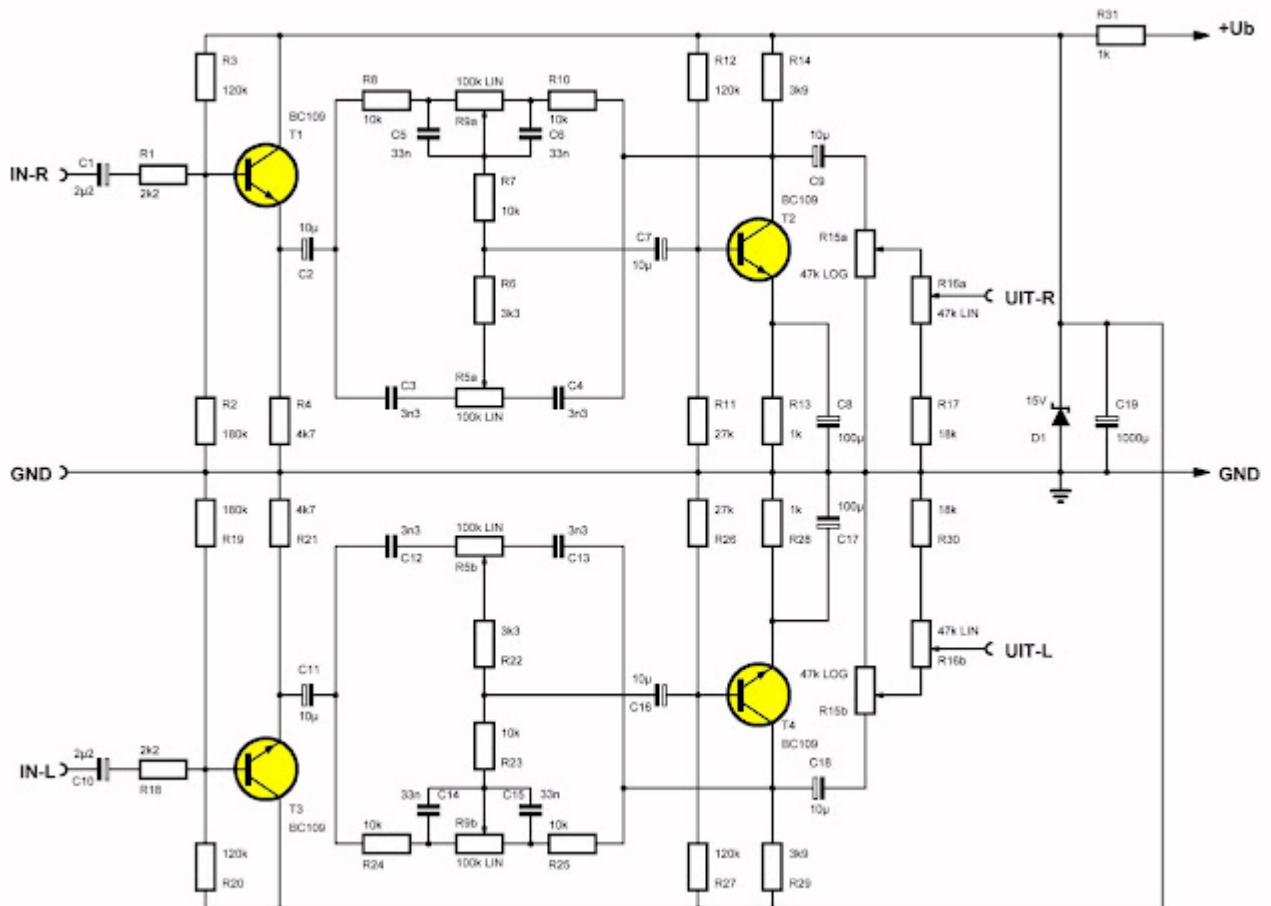 R31
+Ub
1k
R3
120k
R12
120k
R14
3k9
R8
10k
100k LIN
R9a
R10
10k
C5
33n
C6
33n
BC109
T1
C1
2µ2
R1
2k2
IN-R
10µ
C2
R7
10k
10µ
C9
BC109
T2
C7
10µ
R15a
47k LOG
R16a
47k LIN
UIT-R
R6
3k3
C3
3n3
R5a
100k LIN
C4
3n3
R2
180k
R4
4k7
R11
27k
R13
1k
C8
100µ
R17
18k
15V
D1
C19
1000µ
GND
GND
180k
R19
4k7
R21
3n3
C12
100k LIN
R5b
3n3
C13
27k
R26
1k
R28
100µ
C17
18k
R30
3k3
R22
C11
10µ
10µ
C16
47k LOG
R15b
47k LIN
R16b
UIT-L
T4
BC109
10k
R23
IN-L
2µ2
C10
2k2
R18
T3
BC109
33n
C14
C15
33n
C18
10µ
10k
R24
R9b
100k LIN
10k
R25
120k
R20
120k
R27
3k9
R29